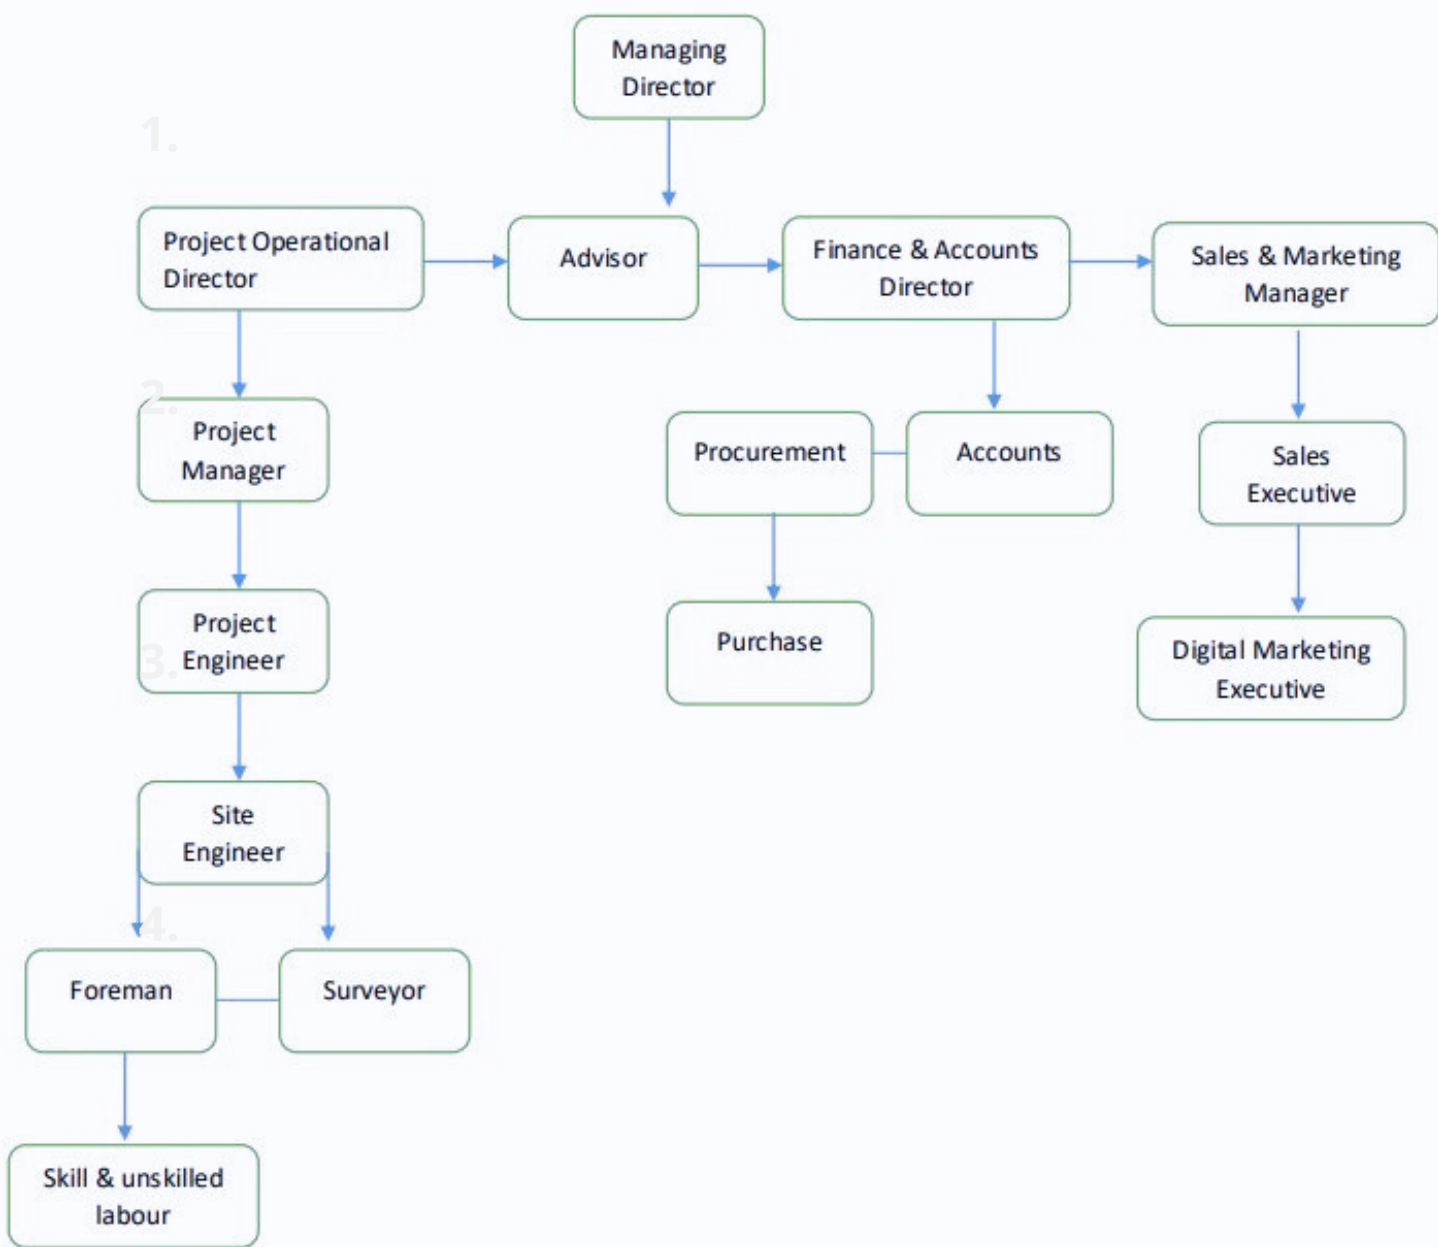 Managing
Director
1.
Project Operational
Director
Advisor
Finance & Accounts
Director
Sales & Marketing
Manager
2.
Project
Manager
Procurement
Accounts
Sales
Executive
3.
Project
Engineer
Purchase
Digital Marketing
Executive
Site
Engineer
4.
Foreman
Surveyor
Skill & unskilled
labour